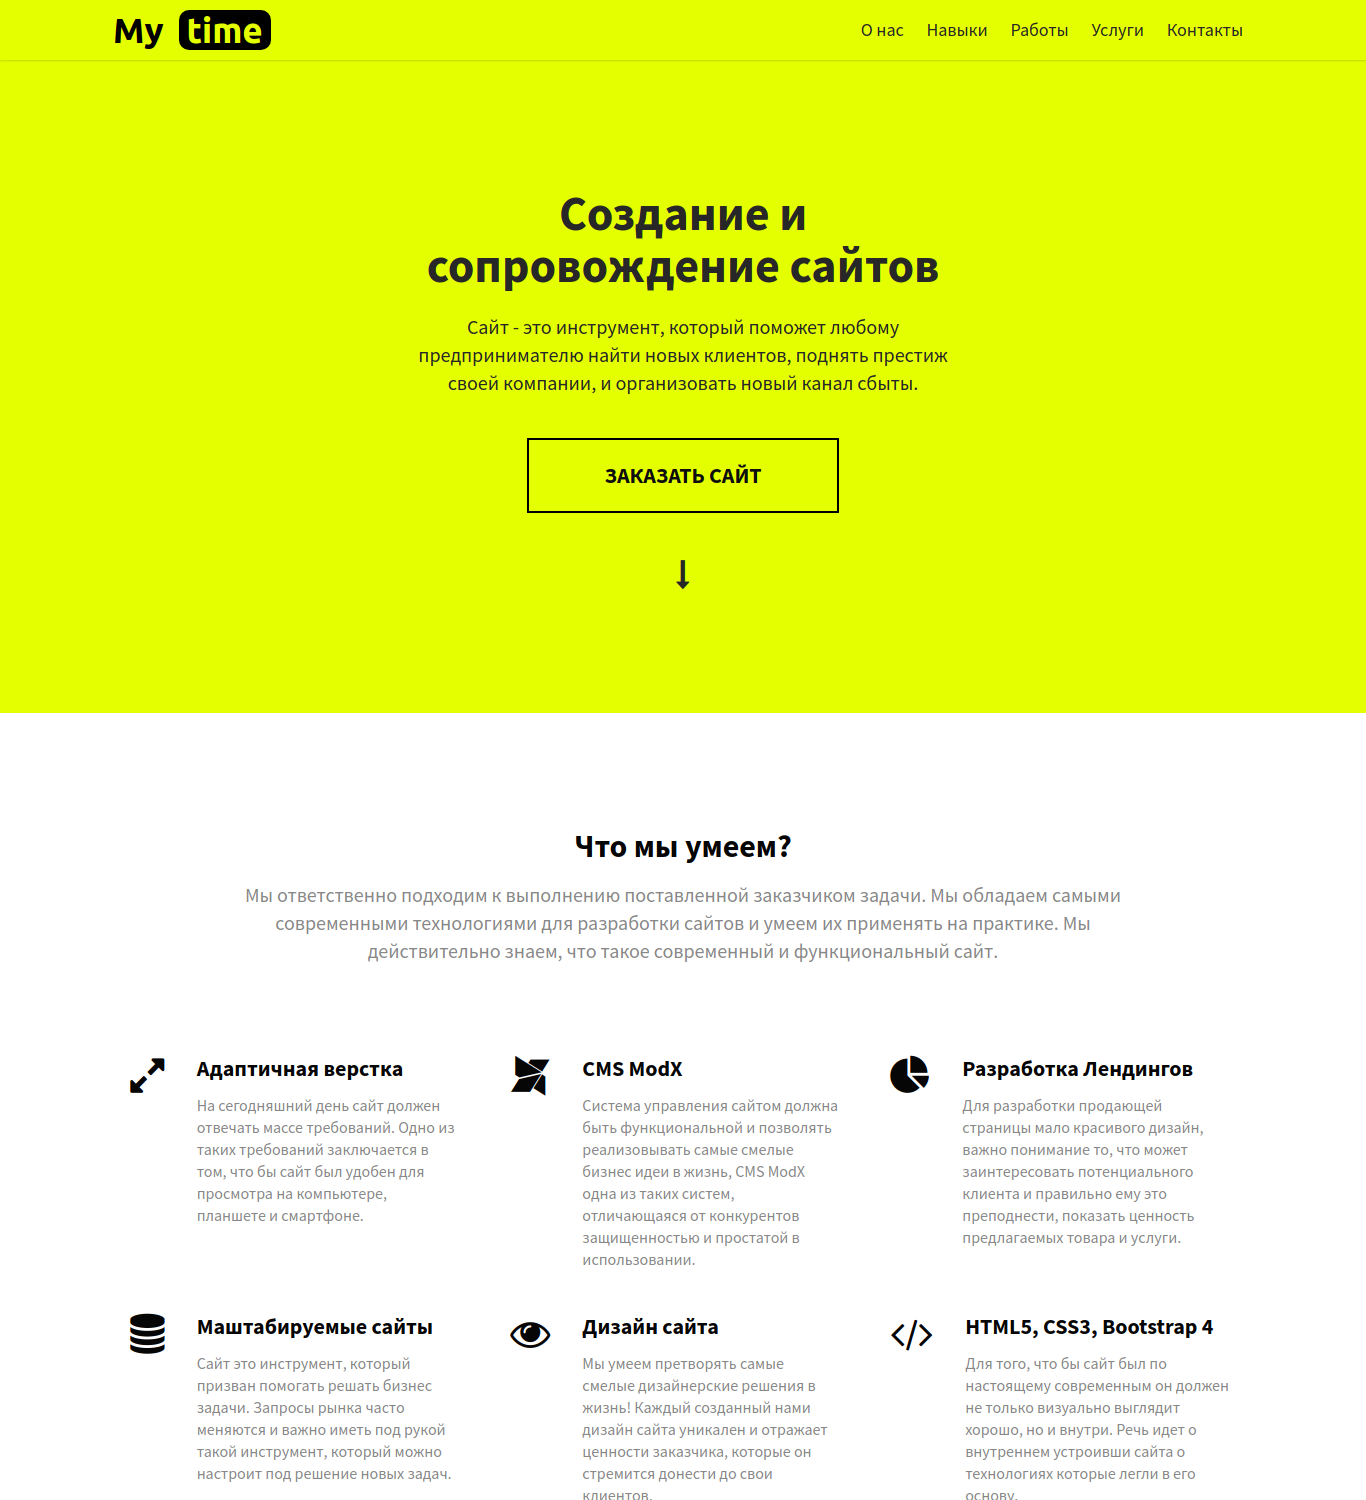 My time
О нас Навыки Работы Услуги Контакты
Создание и
сопровождение сайтов
Сайт - это инструмент, который поможет любому
предпринимателю найти новых клиентов, поднять престиж
своей компании, и организовать новый канал сбыты.
ЗАКАЗАТЬ САЙТ
Что мы умеем?
Мы ответственно подходим к выполнению поставленной заказчиком задачи. Мы обладаем самыми
современными технологиями для разработки сайтов и умеем их применять на практике. Мы
действительно знаем, что такое современный и функциональный сайт.
Адаптичная верстка
На сегодняшний день сайт должен
отвечать массе требований. Одно из
таких требований заключается в
том, что бы сайт был удобен для
просмотра на компьютере,
планшете и смартфоне.
CMS ModX
Система управления сайтом должна
быть функциональной и позволять
реализовывать самые смелые
бизнес идеи в жизнь, CMS ModX
одна из таких систем,
отличающаяся от конкурентов
защищенностью и простатой в
использовании.
Разработка Лендингов
Для разработки продающей
страницы мало красивого дизайн,
важно понимание то, что может
заинтересовать потенциального
клиента и правильно ему это
преподнести, показать ценность
предлагаемых товара и услуги.
Маштабируемые сайты
Сайт это инструмент, который
призван помогать решать бизнес
задачи. Запросы рынка часто
меняются и важно иметь под рукой
такой инструмент, который можно
настроит под решение новых задач.
Дизайн сайта
Мы умеем претворять самые
смелые дизайнерские решения в
жизнь! Каждый созданный нами
дизайн сайта уникален и отражает
ценности заказчика, которые он
стремится донести до свои
клиентов.
HTML5, CSS3, Bootstrap 4
Для того, что бы сайт был по
настоящему современным он должен
не только визуально выглядит
хорошо, но и внутри. Речь идет о
внутреннем устроивши сайта о
технологиях которые легли в его
основу.